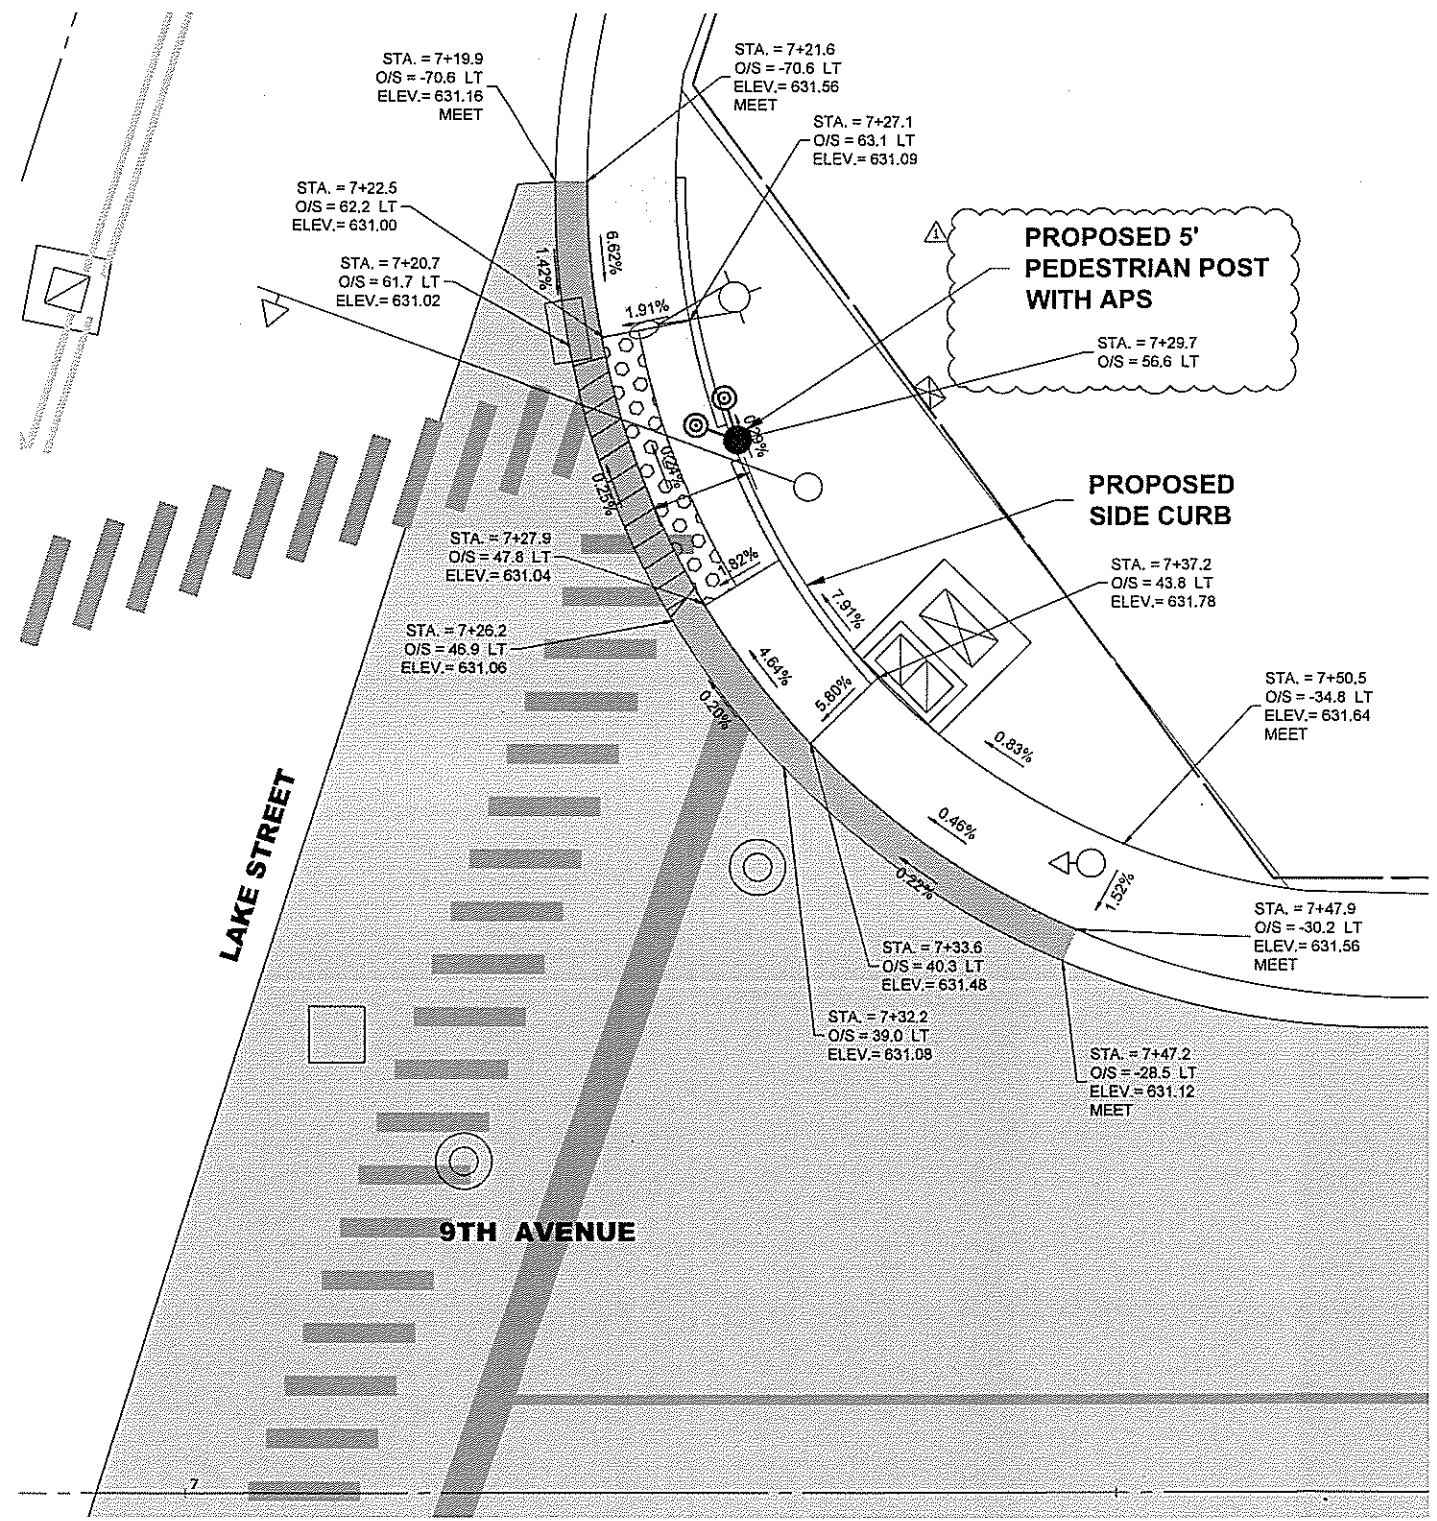 STA. = 7+19.9
O/S = -70.6 LT
ELEV.= 631.16
MEET
STA. = 7+21.6
O/S = -70.6 LT
ELEV.= 631.56
MEET
STA. = 7+27.1
O/S = 63.1 LT
ELEV.= 631.09
STA. = 7+22.5
O/S = 62.2 LT
ELEV.= 631.00
STA. = 7+20.7
O/S = 61.7 LT
ELEV.= 631.02
1.42%
6.62%
1.91%
1
PROPOSED 5'
PEDESTRIAN POST
WITH APS
STA. = 7+29.7
O/S = 56.6 LT
0.29%
0.24%
0.25%
PROPOSED
SIDE CURB
STA. = 7+27.9
O/S = 47.8 LT
ELEV.= 631.04
1.82%
STA. = 7+37.2
O/S = 43.8 LT
ELEV.= 631.78
7.91%
STA. = 7+26.2
O/S = 46.9 LT
ELEV.= 631.06
4.64%
5.80%
0.20%
STA. = 7+50.5
O/S = -34.8 LT
ELEV.= 631.64
MEET
0.83%
LAKE STREET
0.46%
0.22%
1.52%
STA. = 7+47.9
O/S = -30.2 LT
ELEV.= 631.56
MEET
STA. = 7+33.6
O/S = 40.3 LT
ELEV.= 631.48
STA. = 7+32.2
O/S = 39.0 LT
ELEV.= 631.08
STA. = 7+47.2
O/S = -28.5 LT
ELEV.= 631.12
MEET
9TH AVENUE
7